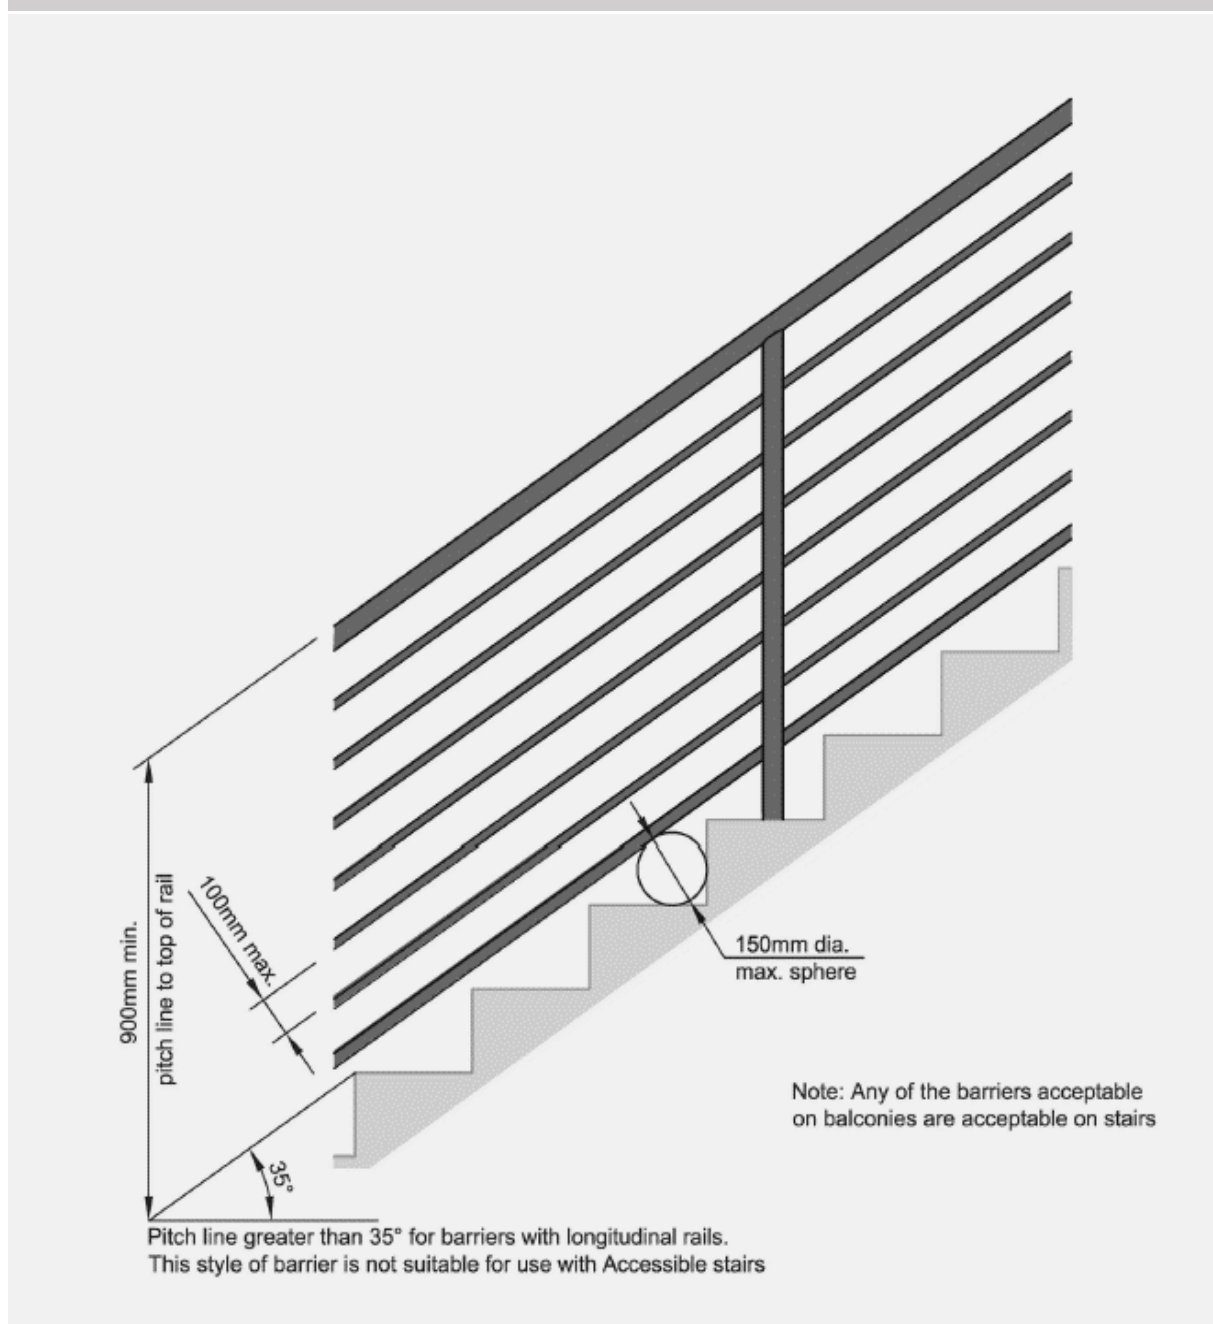 900mm min.
pitch line to top of rail
100mm max.
150mm dia.
max. sphere
Note: Any of the barriers acceptable
on balconies are acceptable on stairs
35°
Pitch line greater than 35° for barriers with longitudinal rails.
This style of barrier is not suitable for use with Accessible stairs